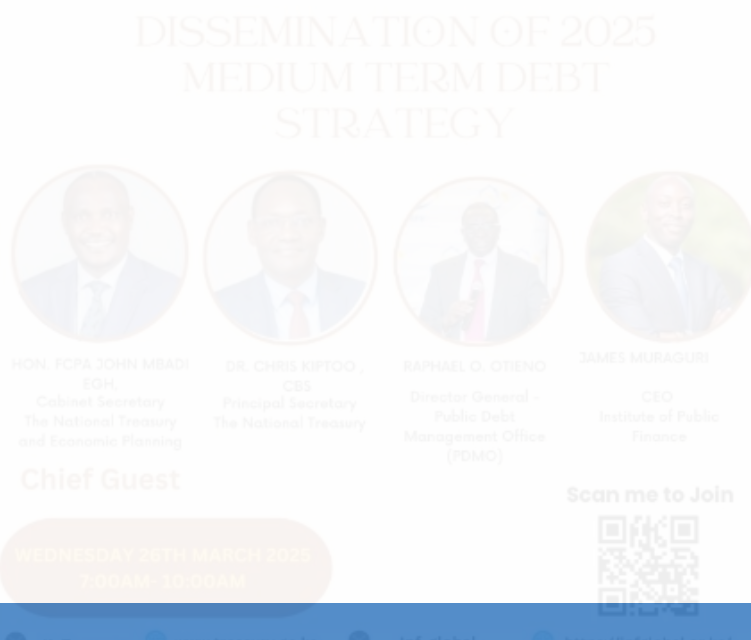 DISSEMINATION OF 2025
MEDIUM TERM DEBT
STRATEGY
HON. FCPA JOHN MBADI
EGH,
Cabinet Secretary
The National Treasury
and Economic Planning
Chief Guest
DR. CHRIS KIPTOO,
CBS
Principal Secretary
The National Treasury
RAPHAEL O. OTIENO
Director General -
Public Debt
Management Office
(PDMO)
JAMES MURAGURI
CEO
Institute of Public
Finance
Scan me to Join
WEDNESDAY 26TH MARCH 2025
7:00AM- 10:00AM